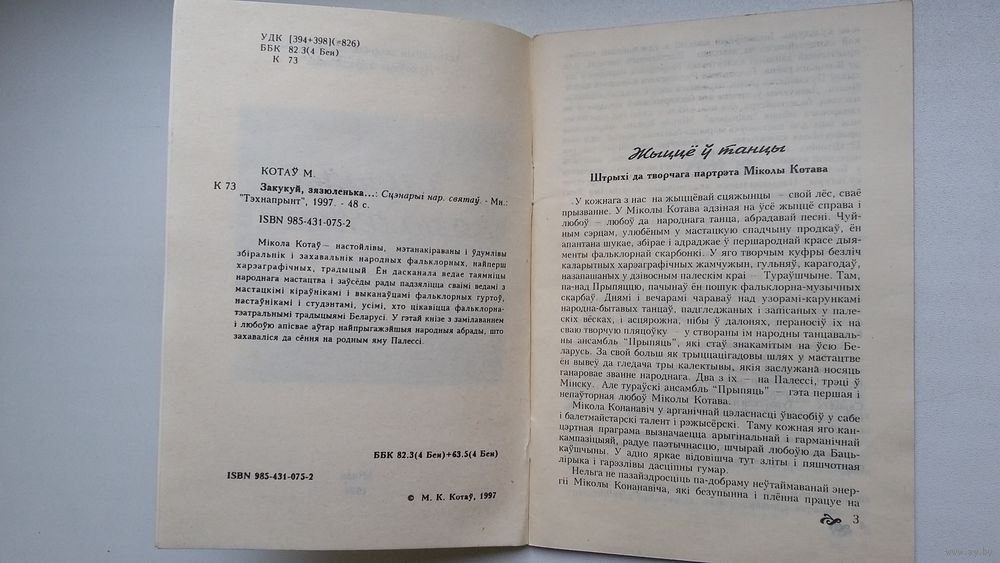 УДК [394+398](=826)
ББК 82.3(4 Беи)
К 73
КОТАЎ М.
К 73 Закукуй, зязюленька...: Сцэнарыі нар. святаў. - Мн.:
"Тэхнапрынт", 1997. - 48 с.
ISBN 985-431-075-2
Мікола Котаў — настойлівы, мэтанакіраваны і ўдумлівы
збіральнік і захавальнік народных фальклорных, найперш
харэаграфічных, традыцый. Ён дасканала ведае таямніцы
народнага мастацтва і заўсёды рады падзяліцца сваімі ведамі з
мастацкімі кіраўнікамі і выканаўцамі фальклорных гуртоў,
настаўнікамі і студэнтамі, усімі, хто цікавіцца фальклорна-
тэатральнымі традыцыямі Беларусі. У гэтай кнізе з замілаваннем
і любоўю апісвае аўтар найпрыгажэйшыя народныя абрады, што
захаваліся да сёння на родным яму Палессі.
ББК 82.3(4 Беи)+63.5(4 Беи)
ISBN 985-431-075-2
© М. К. Котаў, 1997
Жыццё ў танцы
Штрыхі да творчага партрэта Міколы Котава
У кожнага з нас на жыццёвай сцяжынцы — свой лёс, сваё
прызванне. У Міколы Котава адзіная на ўсё жыццё справа і
любоў — любоў да народнага танца, абрадавай песні. Чуй-
ным сэрцам, улюбёным у мастацкую спадчыну продкаў, ён
апантана шукае, збірае і адраджае ў першароднай красе дыя-
менты фальклорнай скарбонкі. У яго творчым куфры безліч
каларытных харэаграфічных жамчужын, гульняў, карагодаў,
назапашаных у дзівосным палескім краі — Тураўшчыне. Там,
па-над Прыпяццю, пачынаў ён пошук фальклорна-музычных
скарбаў. Днямі і вечарамі чараваў над узорамі-карункамі
народна-бытавых танцаў, падгледжаных і запісаных у пале-
скіх вёсках, і асцярожна, нібы ў далонях, пераносіў іх на
сваю творчую пляцоўку — у створаны ім народны танцаваль-
ны ансамбль "Прыпяць", які стаў знакамітым на ўсю Бе-
ларусь. За свой больш як трыццацігадовы шлях у мастацтве
ён вывеў да гледача тры калектывы, якія заслужана носяць
ганаровае званне народнага. Два з іх — на Палессі, трэці ў
Мінску. Але тураўскі ансамбль "Прыпяць" — гэта першая і
непаўторная любоў Міколы Котава.
Мікола Конанавіч у арганічнай цэласнасці ўвасобіў у сабе
і балетмайстарскі талент і рэжысёрскі. Таму кожная яго кан-
цэртная праграма вызначаецца арыгінальнай і гарманічнай
кампазіцыяй, радуе паэтычнасцю, шчырай любоўю да Баць-
каўшчыны. У адно яркае відовішча тут зліты і пяшчотная
лірыка і гарэзлівы дасціпны гумар.
Нельга не пазайздросціць па-добраму неўтаймаванай энер-
гіі Міколы Конанавіча, які безупынна і плённа працуе на
3
www.ay.by